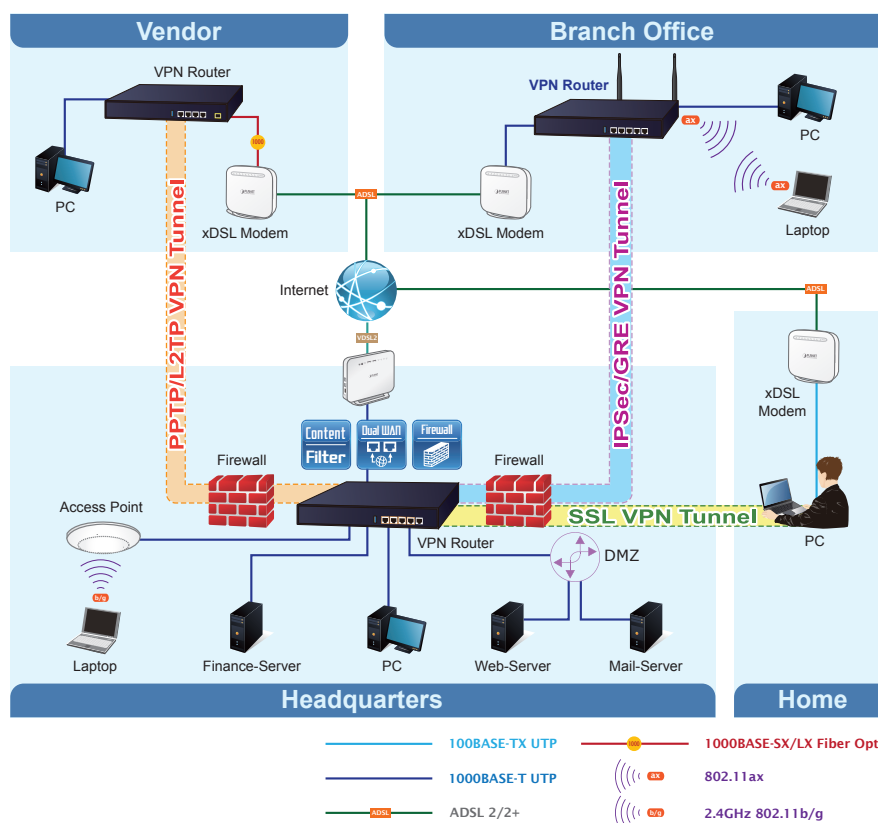 Vendor
Branch Office
VPN Router
VPN Router
PC
PC
1000
ax
ax
PLANET
PLANET
xDSL Modem
xDSL Modem
Laptop
ADSL
PPTP/L2TP VPN Tunnel
IPSec/GRE VPN Tunnel
Internet
ADSL
VDSL2
PLANET
PLANET
xDSL
Modem
Content
Filter
Dual WAN
Firewall
Firewall
Firewall
Access Point
SSL VPN Tunnel
PC
VPN Router
DMZ
b/g
Laptop
Finance-Server
PC
Web-Server
Mail-Server
Headquarters
Home
100BASE-TX UTP
1000
1000BASE-SX/LX Fiber Opt
1000BASE-T UTP
ax
802.11ax
ADSL
ADSL 2/2+
b/g
2.4GHz 802.11b/g